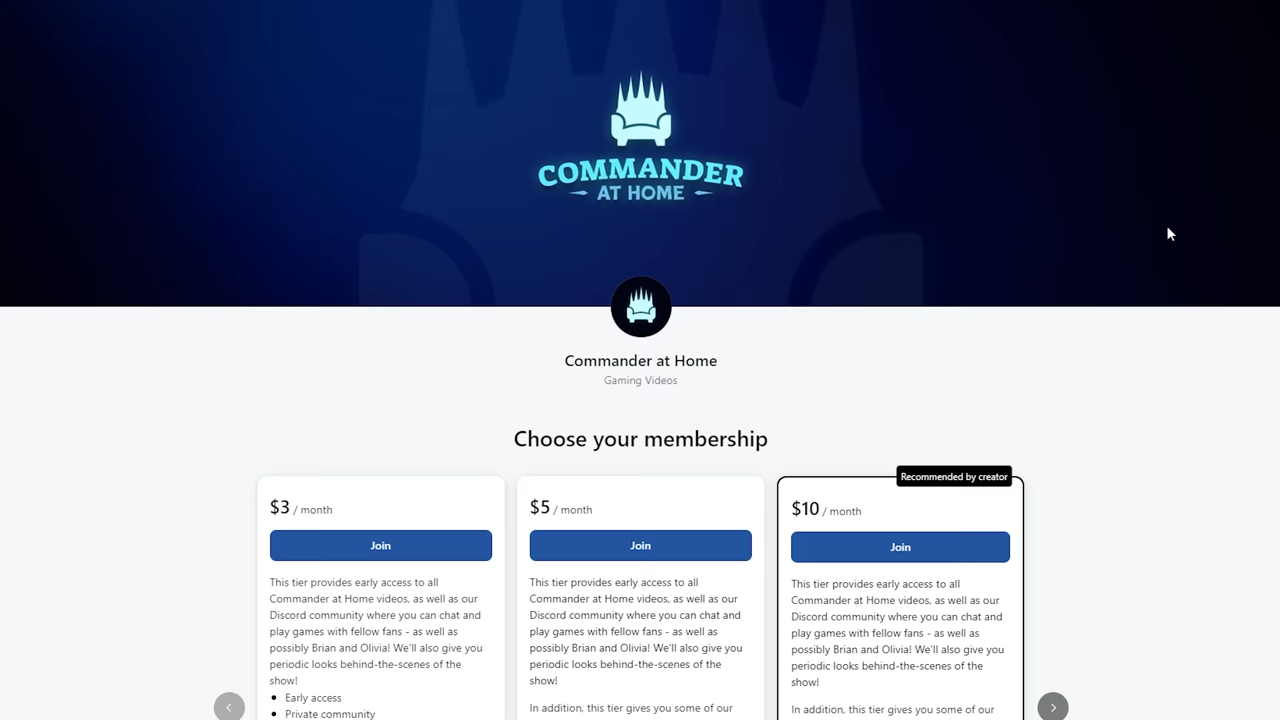 COMMANDER
AT HOME
Commander at Home
Gaming Videos
Choose your membership
$3 / month
Join
This tier provides early access to all
Commander at Home videos, as well as our
Discord community where you can chat and
play games with fellow fans - as well as
possibly Brian and Olivia! We'll also give you
periodic looks behind-the-scenes of the
show!
Early access
Private community
$5 / month
Join
This tier provides early access to all
Commander at Home videos, as well as our
Discord community where you can chat and
play games with fellow fans - as well as
possibly Brian and Olivia! We'll also give you
periodic looks behind-the-scenes of the
show!
In addition, this tier gives you some of our
Recommended by creator
$10 / month
Join
This tier provides early access to all
Commander at Home videos, as well as our
Discord community where you can chat and
play games with fellow fans - as well as
possibly Brian and Olivia! We'll also give you
periodic looks behind-the-scenes of the
show!
In addition, this tier gives you some of our